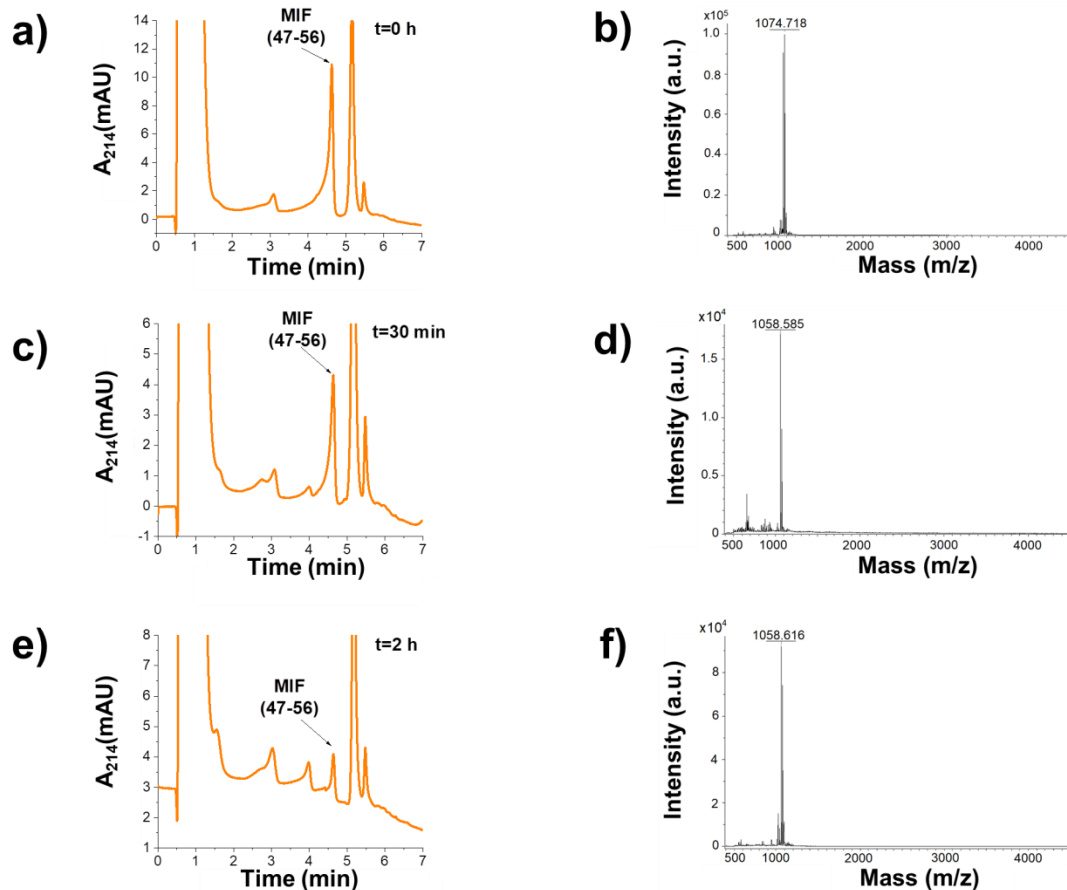 a)
MIF
(47-56)
t=0 h
A214(mAU)
14
12
10
8
6
4
2
0
0 1 2 3 4 5 6 7
Time (min)
b)
x10⁵
1074.718
Intensity (a.u.)
1.0
0.8
0.6
0.4
0.2
0
500 1000 2000 3000 4000
Mass (m/z)
c)
MIF
(47-56)
t=30 min
A214(mAU)
6
5
4
3
2
1
0
-1
0 1 2 3 4 5 6 7
Time (min)
d)
x10⁴
1058.585
Intensity (a.u.)
1.5
1.0
0.5
0.0
500 1000 2000 3000 4000
Mass (m/z)
e)
MIF
(47-56)
t=2 h
A214(mAU)
8
7
6
5
4
3
2
1
0 1 2 3 4 5 6 7
Time (min)
f)
x10⁴
1058.616
Intensity (a.u.)
8
6
4
2
0
500 1000 2000 3000 4000
Mass (m/z)